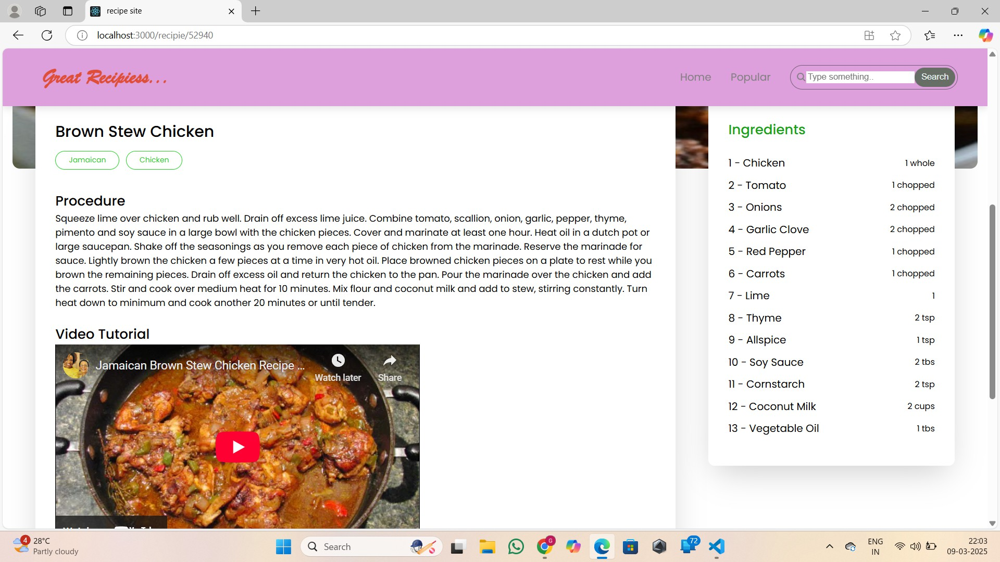 recipe site
localhost:3000/recipie/52940
Great Recipiess...
Home
Popular
Type something..
Search
Brown Stew Chicken
Jamaican
Chicken
Procedure
Squeeze lime over chicken and rub well. Drain off excess lime juice. Combine tomato, scallion, onion, garlic, pepper, thyme,
pimento and soy sauce in a large bowl with the chicken pieces. Cover and marinate at least one hour. Heat oil in a dutch pot or
large saucepan. Shake off the seasonings as you remove each piece of chicken from the marinade. Reserve the marinade for
sauce. Lightly brown the chicken a few pieces at a time in very hot oil. Place browned chicken pieces on a plate to rest while you
brown the remaining pieces. Drain off excess oil and return the chicken to the pan. Pour the marinade over the chicken and add
the carrots. Stir and cook over medium heat for 10 minutes. Mix flour and coconut milk and add to stew, stirring constantly. Turn
heat down to minimum and cook another 20 minutes or until tender.
Video Tutorial
Jamaican Brown Stew Chicken Recipe ...
Watch later
Share
Ingredients
1 - Chicken 1 whole
2 - Tomato 1 chopped
3 - Onions 2 chopped
4 - Garlic Clove 2 chopped
5 - Red Pepper 1 chopped
6 - Carrots 1 chopped
7 - Lime 1
8 - Thyme 2 tsp
9 - Allspice 1 tsp
10 - Soy Sauce 2 tbs
11 - Cornstarch 2 tsp
12 - Coconut Milk 2 cups
13 - Vegetable Oil 1 tbs
4
28°C
Partly cloudy
Search
G
72
ENG
IN
22:03
09-03-2025